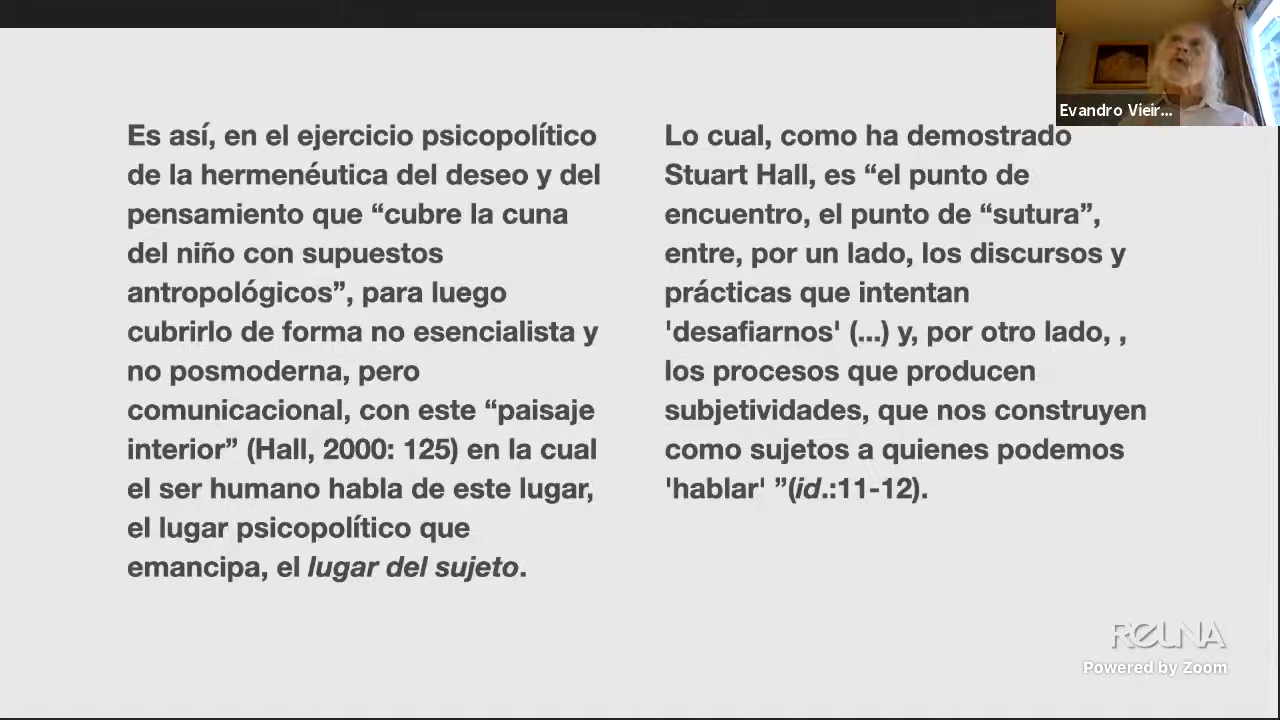 Evandro Vieir...
Es así, en el ejercicio psicopolítico
de la hermenéutica del deseo y del
pensamiento que “cubre la cuna
del niño con supuestos
antropológicos”, para luego
cubrirlo de forma no esencialista y
no posmoderna, pero
comunicacional, con este “paisaje
interior” (Hall, 2000: 125) en la cual
el ser humano habla de este lugar,
el lugar psicopolítico que
emancipa, el lugar del sujeto.
Lo cual, como ha demostrado
Stuart Hall, es “el punto de
encuentro, el punto de “sutura”,
entre, por un lado, los discursos y
prácticas que intentan
'desafiarnos' (...) y, por otro lado, ,
los procesos que producen
subjetividades, que nos construyen
como sujetos a quienes podemos
'hablar' ”(id.:11-12).
REUNA
Powered by Zoom